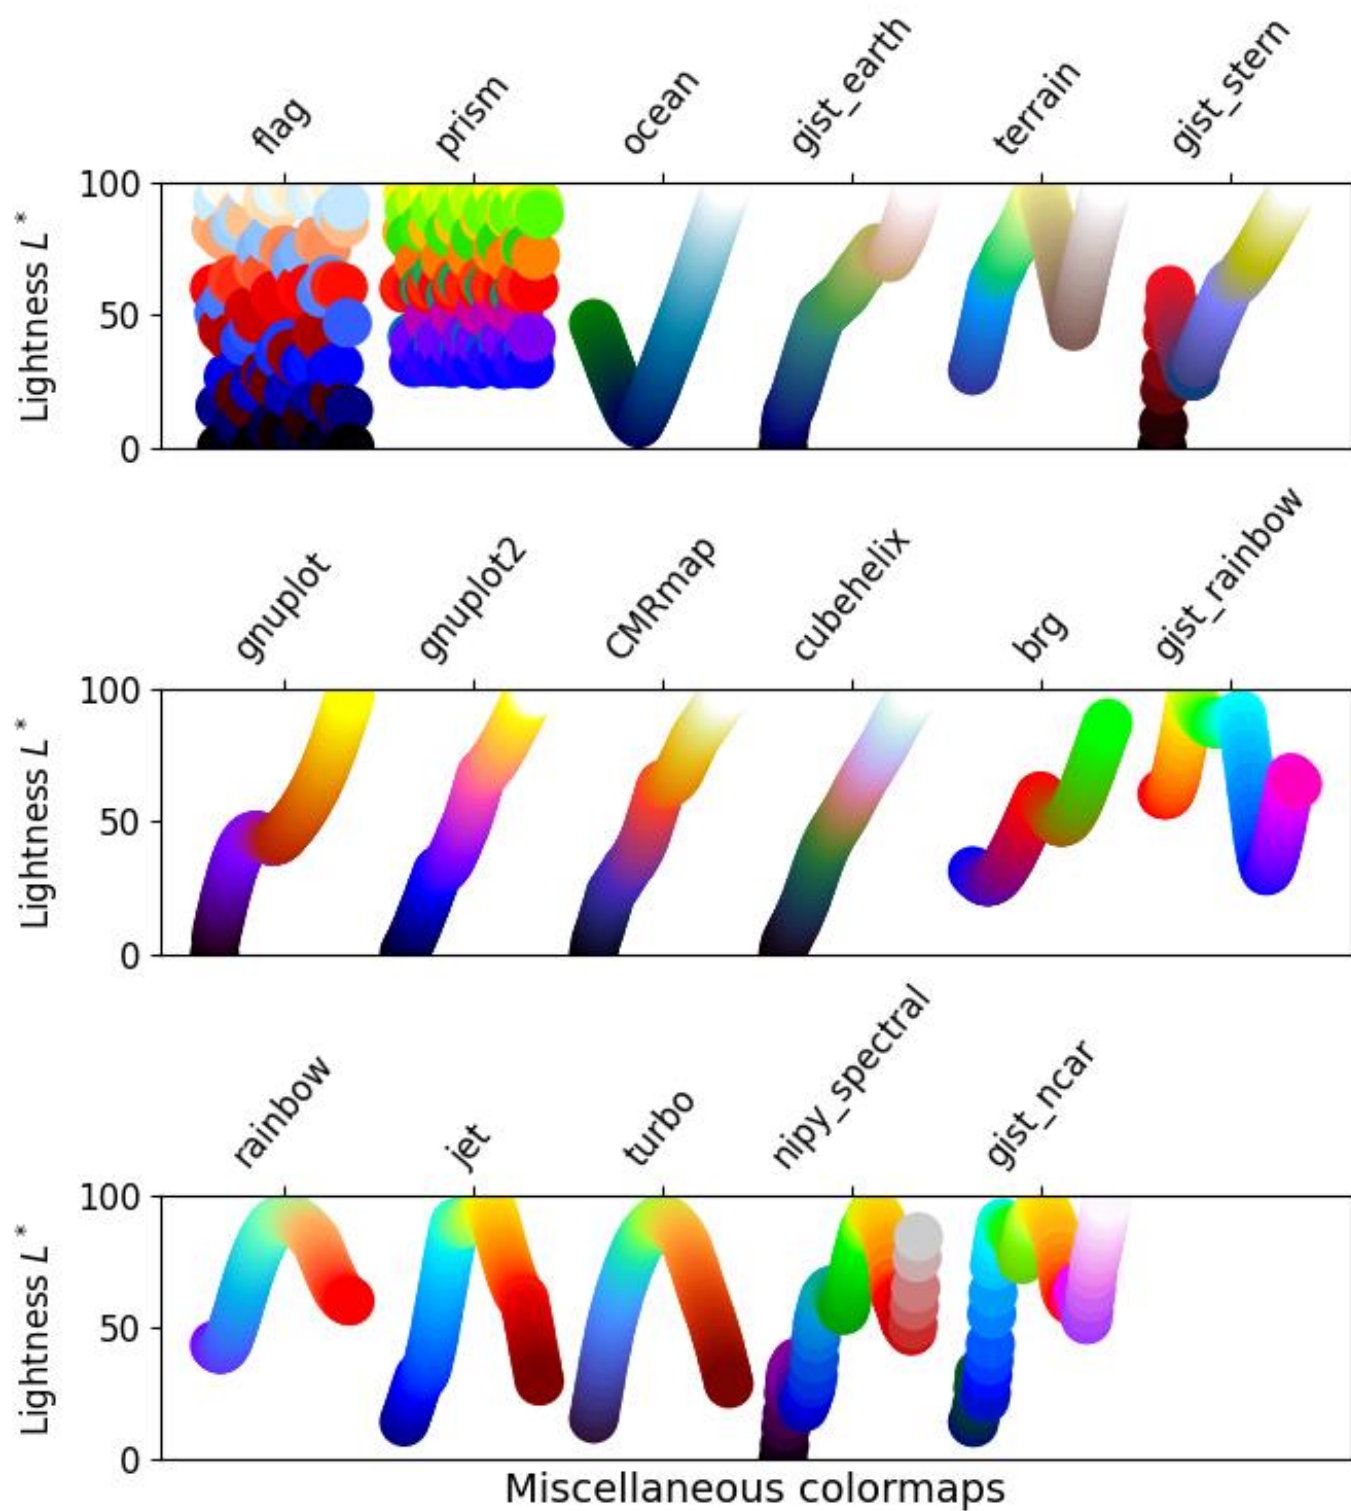 flag prism ocean gist_earth terrain gist_stern
100
Lightness L*
50
0
gnuplot gnuplot2 CMRmap cubehelix brg gist_rainbow
100
Lightness L*
50
0
rainbow jet turbo nipy_spectral gist_ncar
100
Lightness L*
50
0
Miscellaneous colormaps